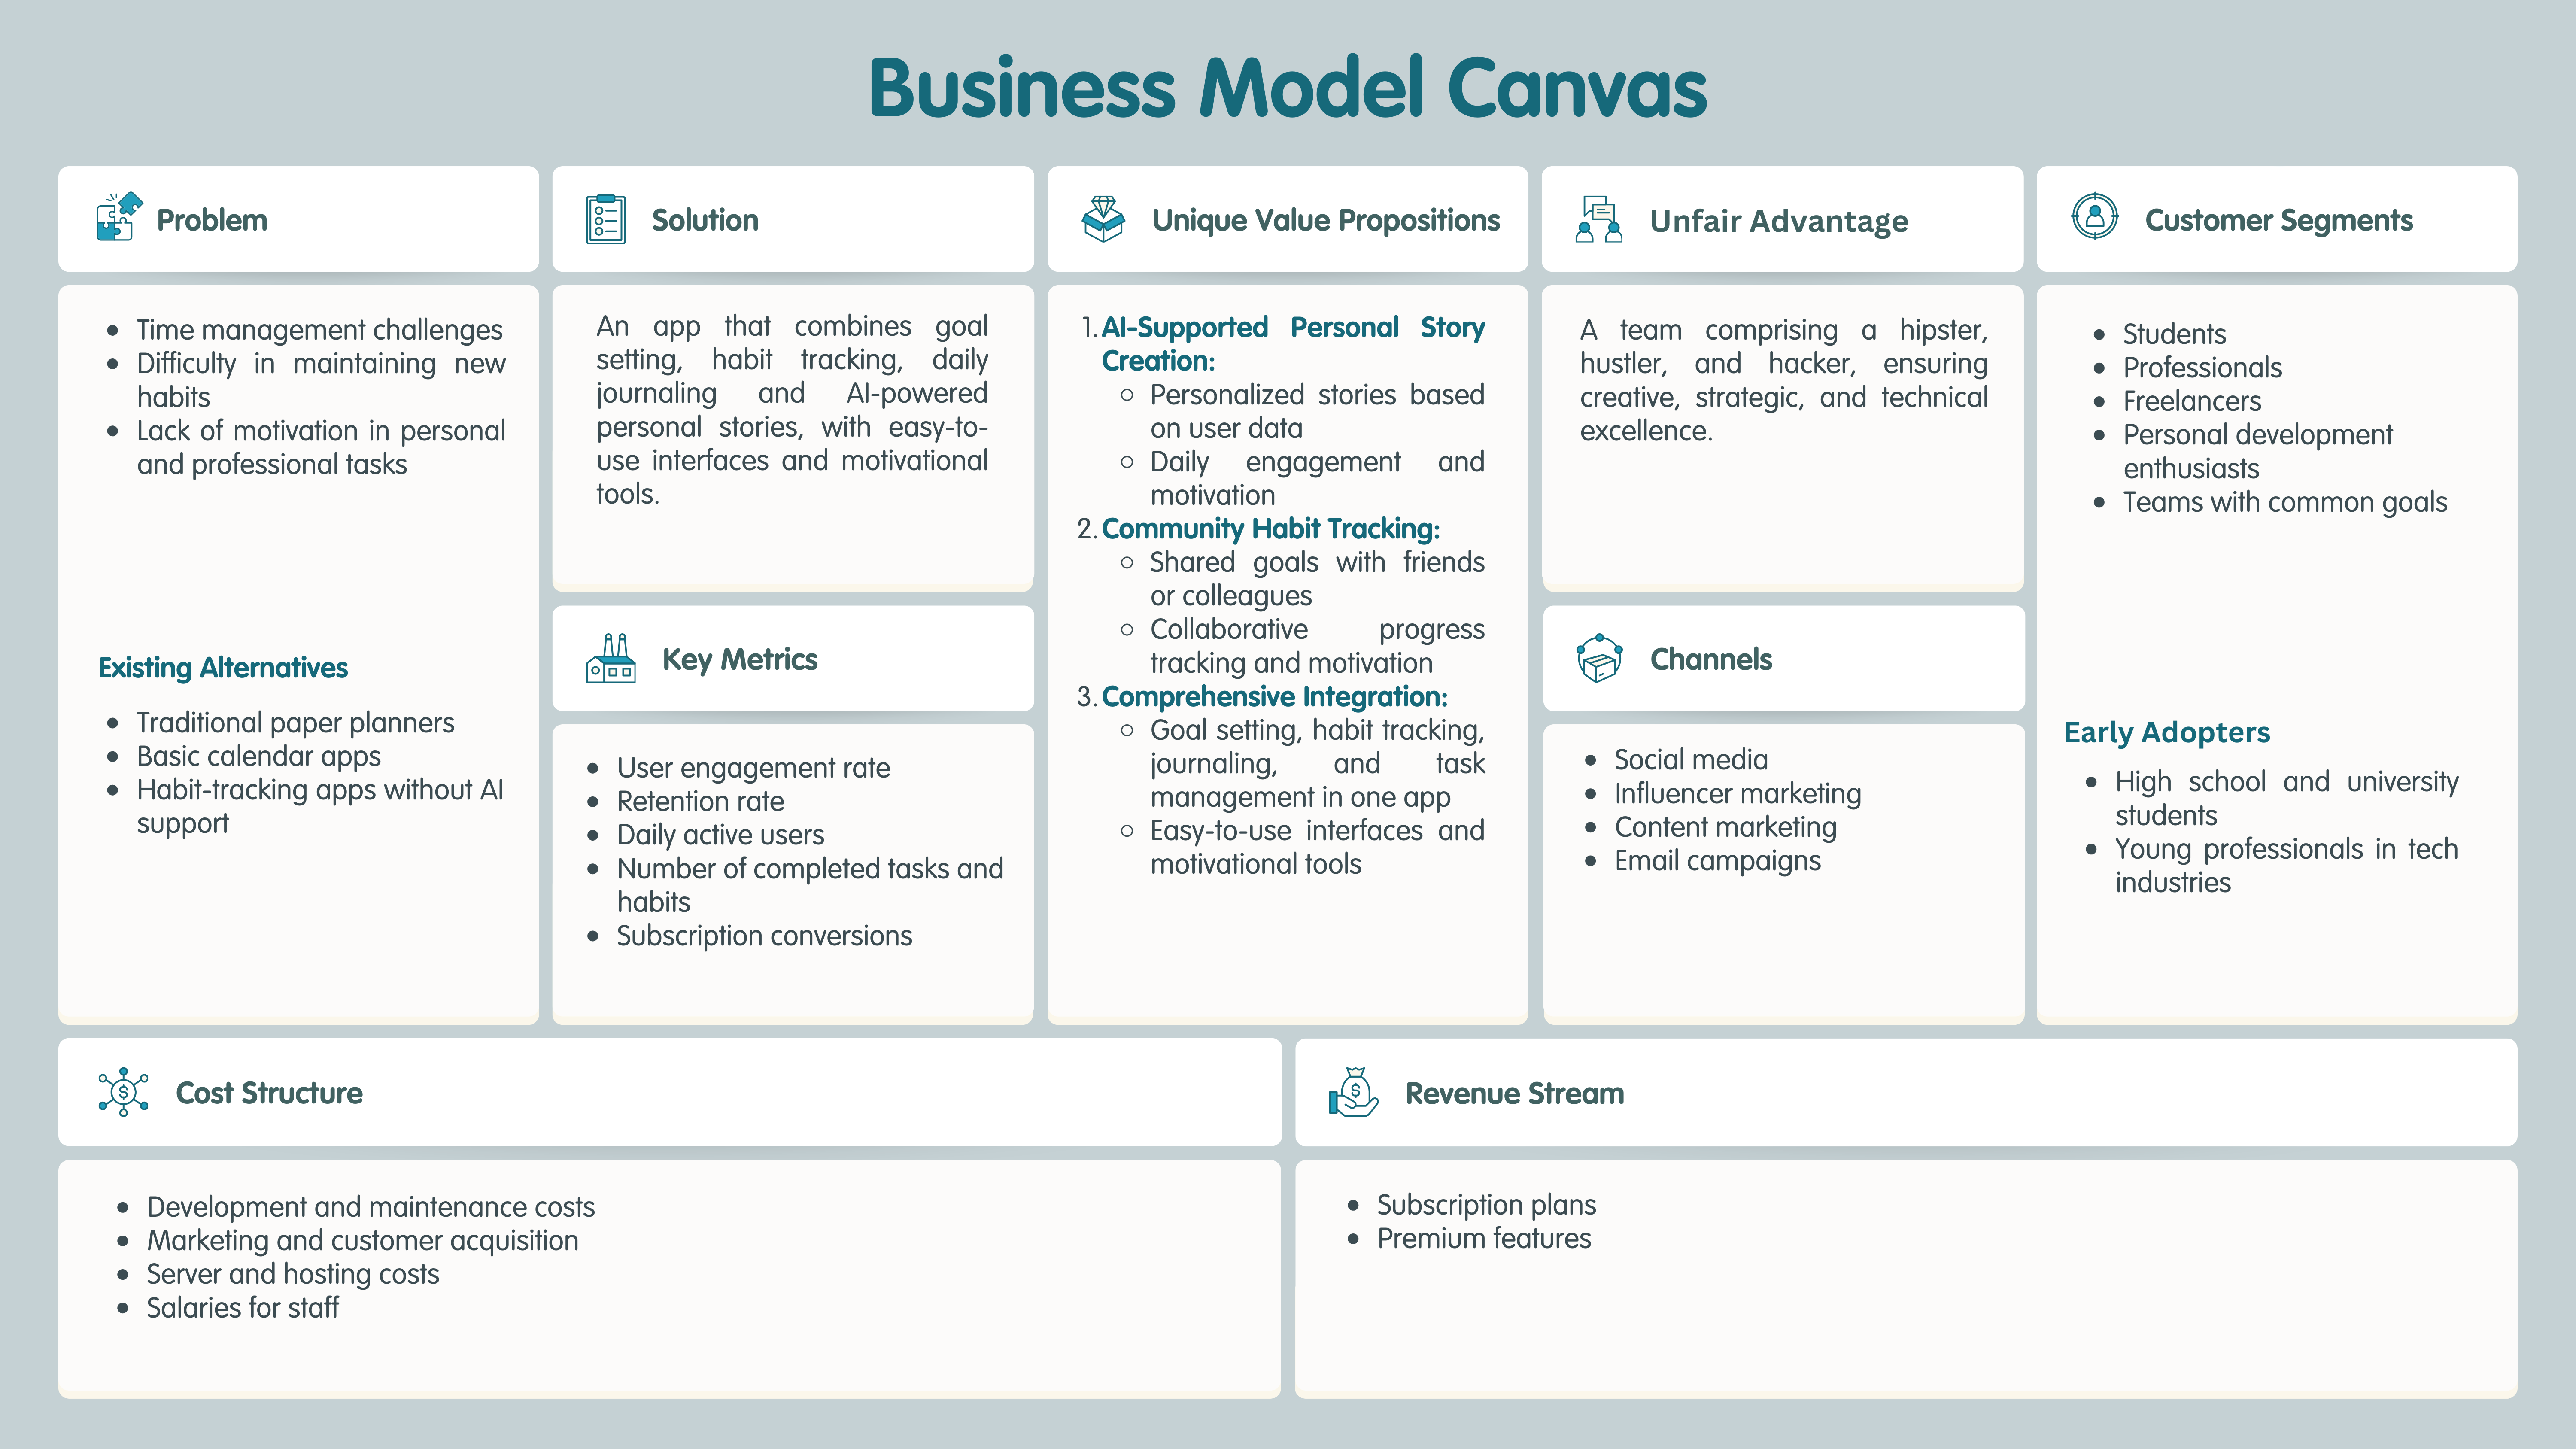 Business Model Canvas
Problem
• Time management challenges
• Difficulty in maintaining new
habits
• Lack of motivation in personal
and professional tasks
Existing Alternatives
• Traditional paper planners
• Basic calendar apps
• Habit-tracking apps without AI
support
Solution
An app that combines goal
setting, habit tracking, daily
journaling and AI-powered
personal stories, with easy-to-
use interfaces and motivational
tools.
Key Metrics
• User engagement rate
• Retention rate
• Daily active users
• Number of completed tasks and
habits
• Subscription conversions
Unique Value Propositions
1. AI-Supported Personal Story
Creation:
○ Personalized stories based
on user data
○ Daily engagement and
motivation
2. Community Habit Tracking:
○ Shared goals with friends
or colleagues
○ Collaborative progress
tracking and motivation
3. Comprehensive Integration:
○ Goal setting, habit tracking,
journaling, and task
management in one app
○ Easy-to-use interfaces and
motivational tools
Unfair Advantage
A team comprising a hipster,
hustler, and hacker, ensuring
creative, strategic, and technical
excellence.
Channels
• Social media
• Influencer marketing
• Content marketing
• Email campaigns
Customer Segments
• Students
• Professionals
• Freelancers
• Personal development
enthusiasts
• Teams with common goals
Early Adopters
• High school and university
students
• Young professionals in tech
industries
Cost Structure
• Development and maintenance costs
• Marketing and customer acquisition
• Server and hosting costs
• Salaries for staff
Revenue Stream
• Subscription plans
• Premium features